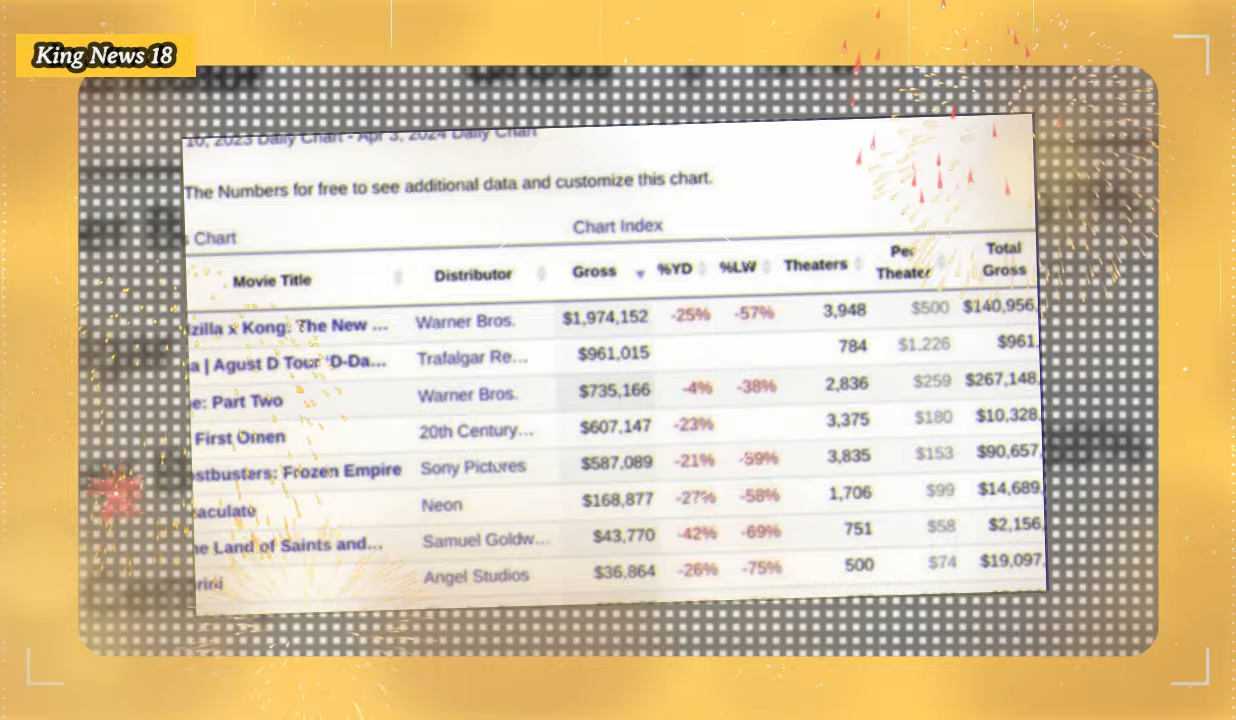 King News 18
10, 2023 Daily Chart - Apr 3, 2024 Daily Chart
The Numbers for free to see additional data and customize this chart.
s Chart Chart Index
Movie Title Distributor Gross %YD %LW Theaters Per Theater Total Gross
dzilla x Kong: The New ... Warner Bros. $1,974,152 -25% -57% 3,948 $500 $140,956,
a | Agust D Tour 'D-Da... Trafalgar Re... $961,015 784 $1,226 $961,
e: Part Two Warner Bros. $735,166 -4% -38% 2,836 $259 $267,148,
First Omen 20th Century... $607,147 -23% 3,375 $180 $10,328,
ostbusters: Frozen Empire Sony Pictures $587,089 -21% -59% 3,835 $153 $90,657,
aculate Neon $168,877 -27% -58% 1,706 $99 $14,689,
he Land of Saints and... Samuel Goldw... $43,770 -42% -69% 751 $58 $2,156,
rini Angel Studios $36,864 -26% -75% 500 $74 $19,097,